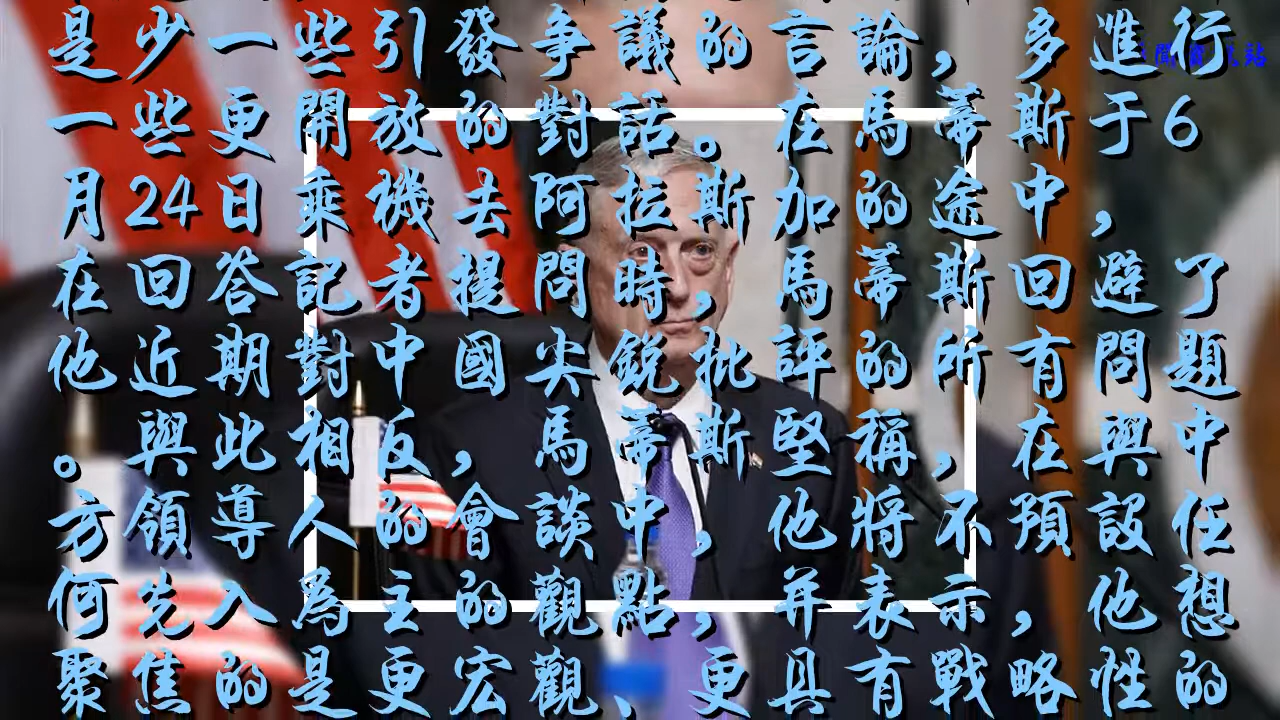 是少一些引發爭議的言論，多進行
一些更開放的對話。在馬蒂斯于6
月24日乘機去阿拉斯加的途中，
在回答記者提問時，馬蒂斯回避了
他近期對中國尖銳批評的所有問題
。與此相反，馬蒂斯堅稱，在與中
方領導人的會談中，他將不預設任
何先入爲主的觀點，并表示，他想
聚焦的是更宏觀、更具有戰略性的